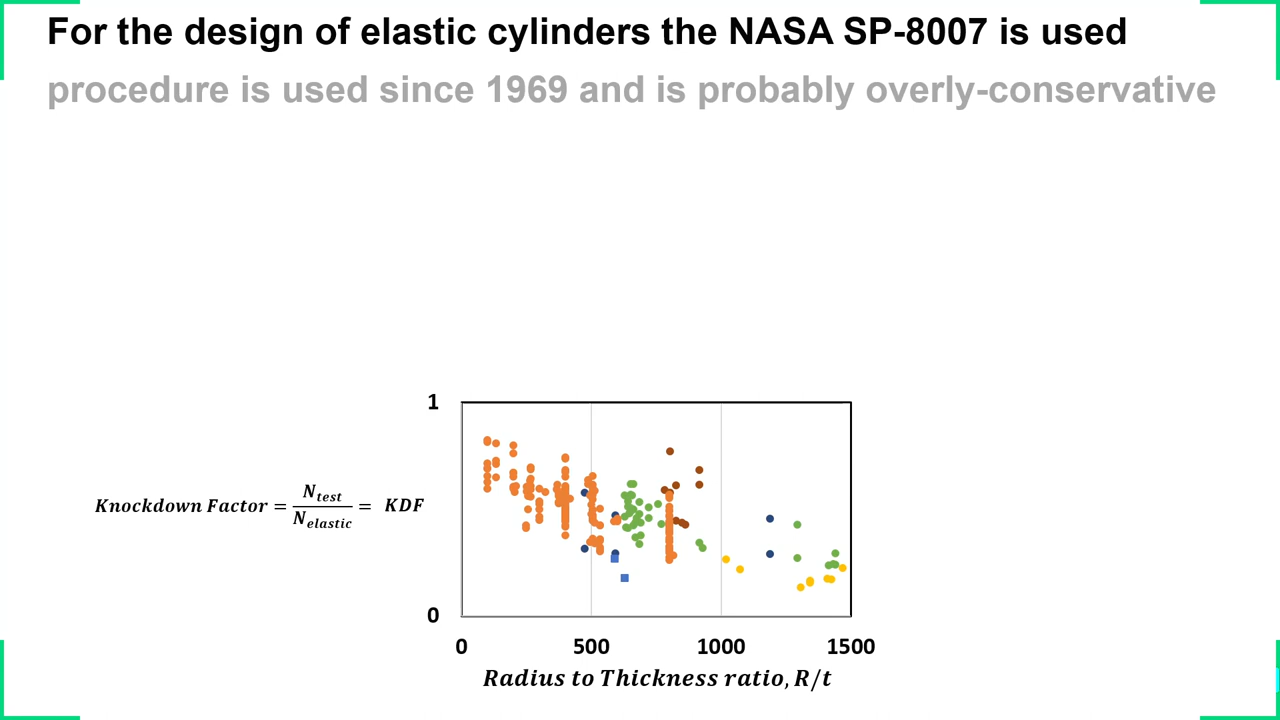 For the design of elastic cylinders the NASA SP-8007 is used
procedure is used since 1969 and is probably overly-conservative
1
Knockdown Factor = N_test / N_elastic = KDF
0
0 500 1000 1500
Radius to Thickness ratio, R/t